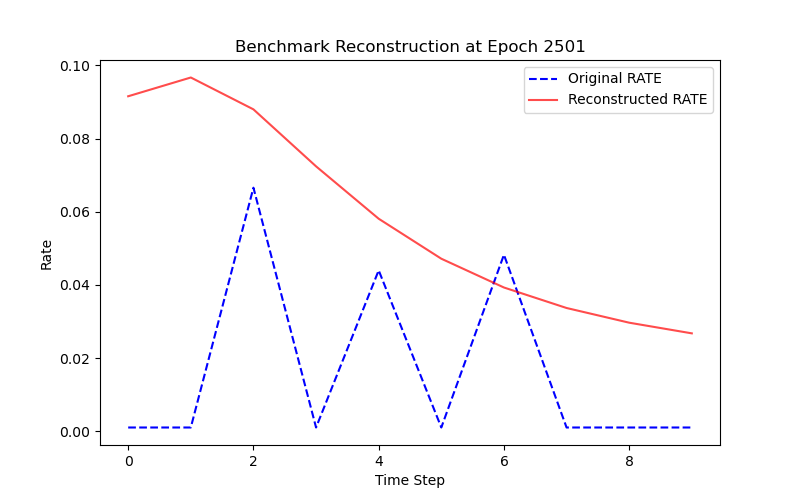 Benchmark Reconstruction at Epoch 2501
Original RATE
Reconstructed RATE
0.10
0.08
0.06
0.04
0.02
0.00
Rate
0 2 4 6 8
Time Step